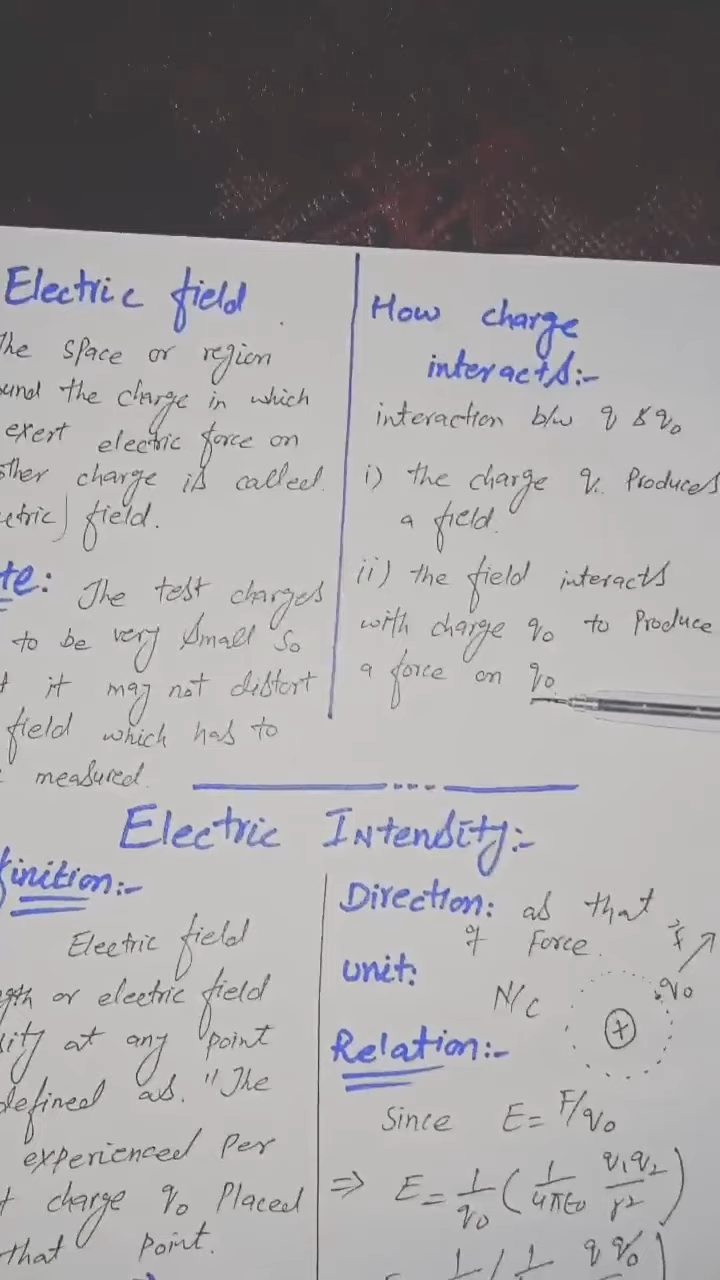 Electric field
The space or region
ound the charge in which
exert electric force on
other charge is called
ctric) field.
te: The test charges
to be very small so
t it may not distort
field which has to
measured.
How charge
interacts:-
interaction b/w q & q₀
i) the charge q. Produces
a field.
ii) the field interacts
with charge q₀ to Produce
a force on q₀
Electric Intensity:-
finition:-
Electric field
gth or electric field
sity at any point
defined as. "The
experienced Per
t charge q₀ Placed
that point.
Direction: as that
of Force.
unit:
N/C
q₀
+
Relation:-
Since E = F/q₀
⇒ E = 1/q₀ ( 1/4πε₀ q₁q₂/r² )